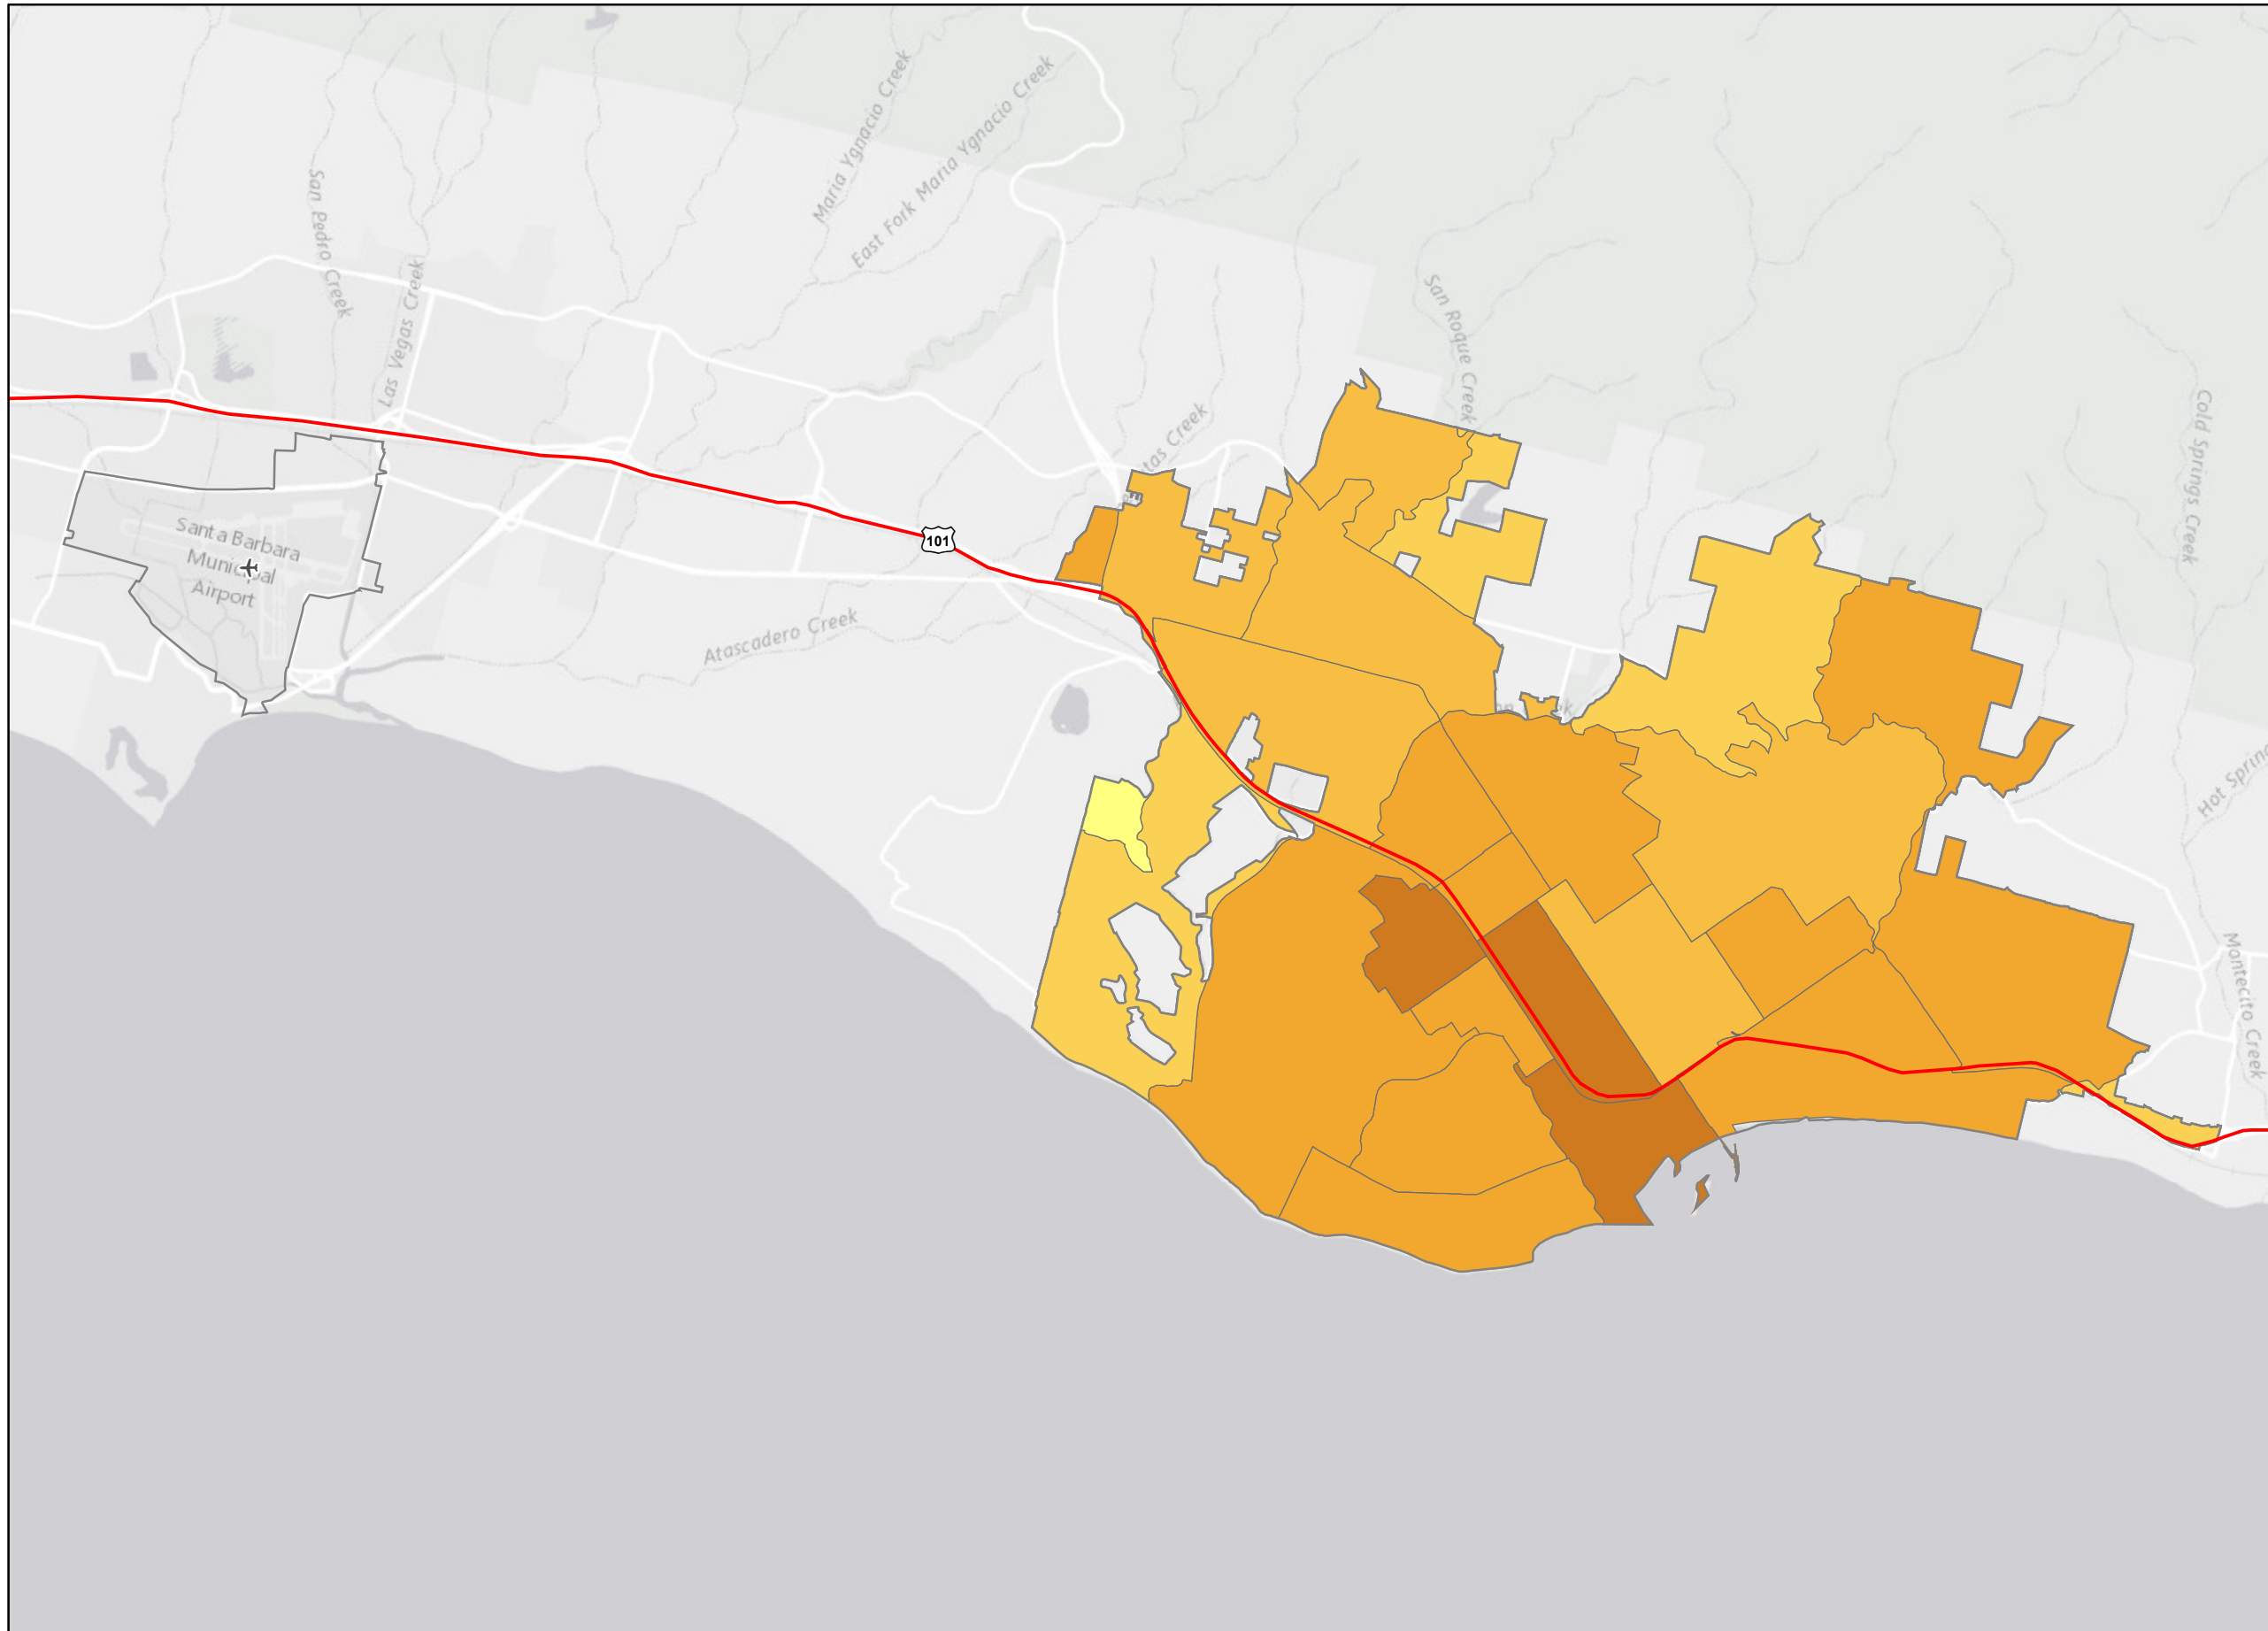 Maria Ygnacio Creek
East Fork Maria Ygnacio Creek
San Pedro Creek
Las Vegas Creek
San Roque Creek
Cold Springs Creek
Creek
Santa Barbara
Municipal
Airport
101
Atascadero Creek
Hot
Montecito Creek